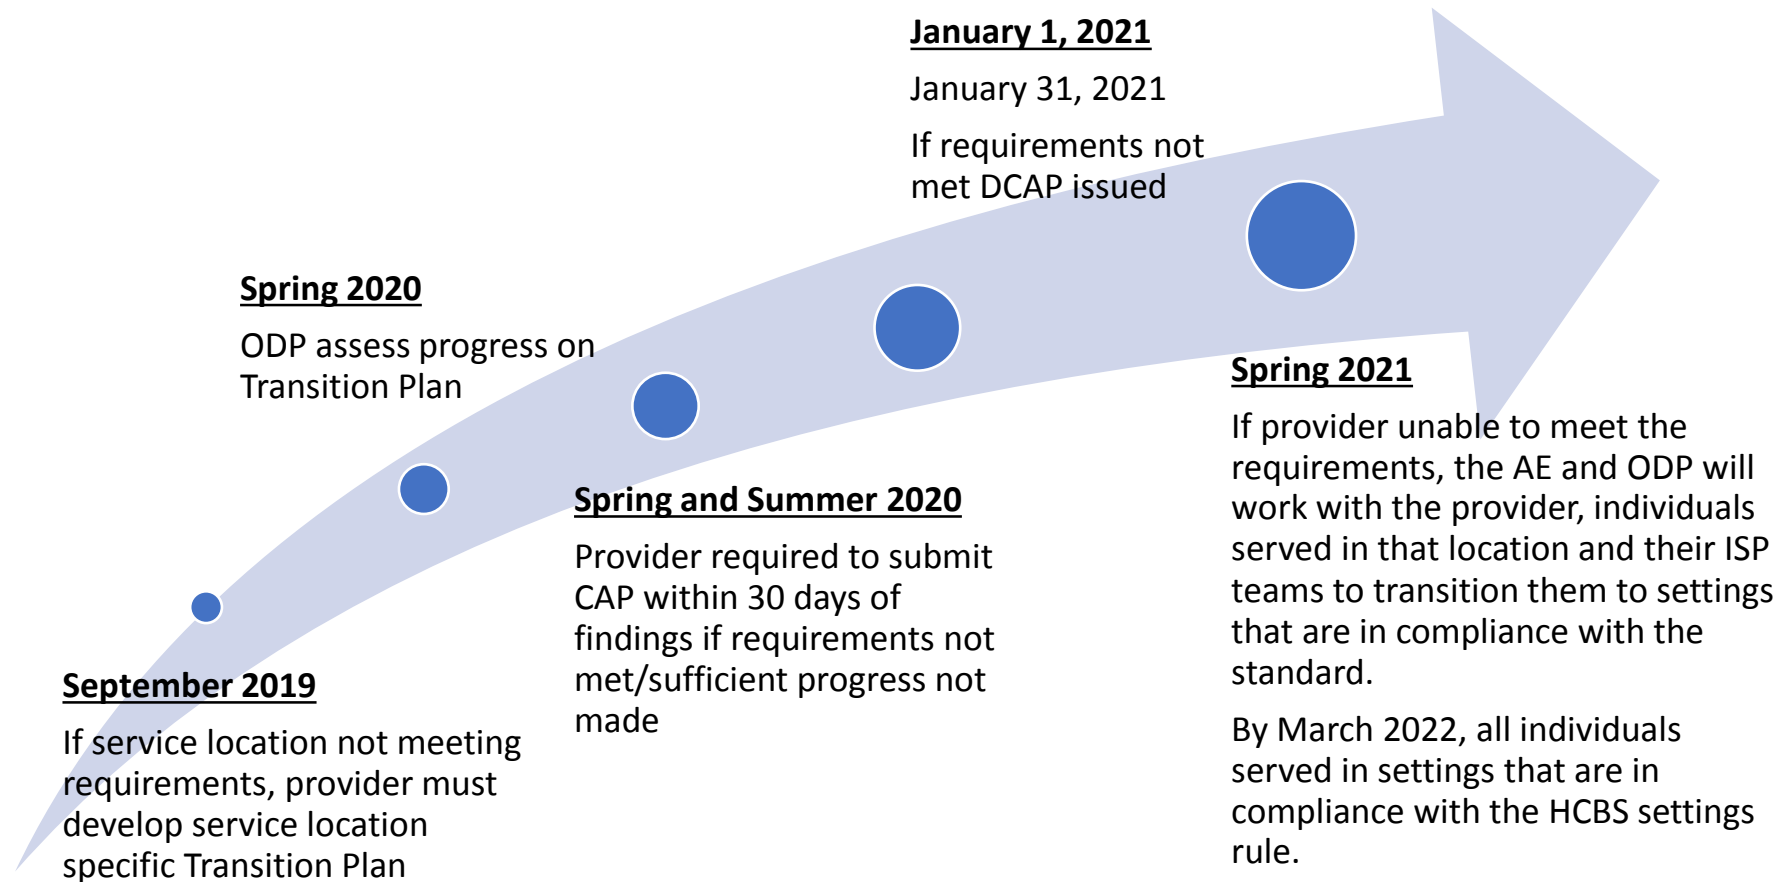 September 2019
If service location not meeting
requirements, provider must
develop service location
specific Transition Plan
Spring 2020
ODP assess progress on
Transition Plan
Spring and Summer 2020
Provider required to submit
CAP within 30 days of
findings if requirements not
met/sufficient progress not
made
January 1, 2021
January 31, 2021
If requirements not
met DCAP issued
Spring 2021
If provider unable to meet the
requirements, the AE and ODP will
work with the provider, individuals
served in that location and their ISP
teams to transition them to settings
that are in compliance with the
standard.
By March 2022, all individuals
served in settings that are in
compliance with the HCBS settings
rule.